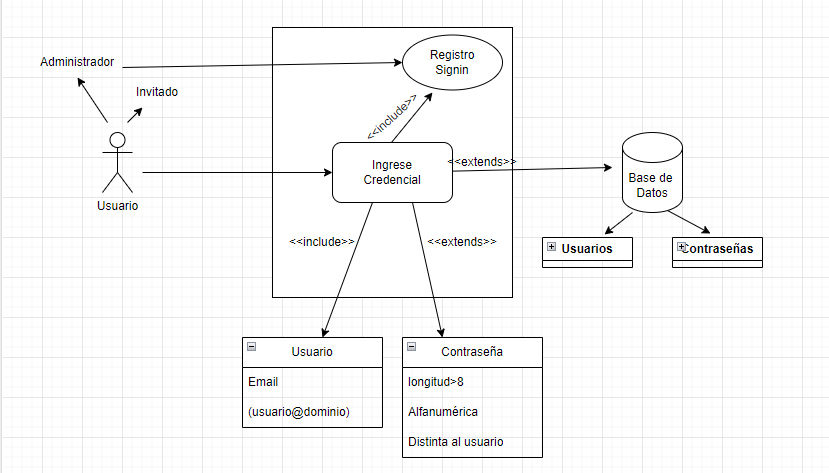 Registro
Signin
Administrador
Invitado
<<include>>
Ingrese
Credencial
<<extends>>
Base de
Datos
Usuario
<<include>>
<<extends>>
Usuarios
Contraseñas
Usuario
Email
(usuario@dominio)
Contraseña
longitud>8
Alfanumérica
Distinta al usuario